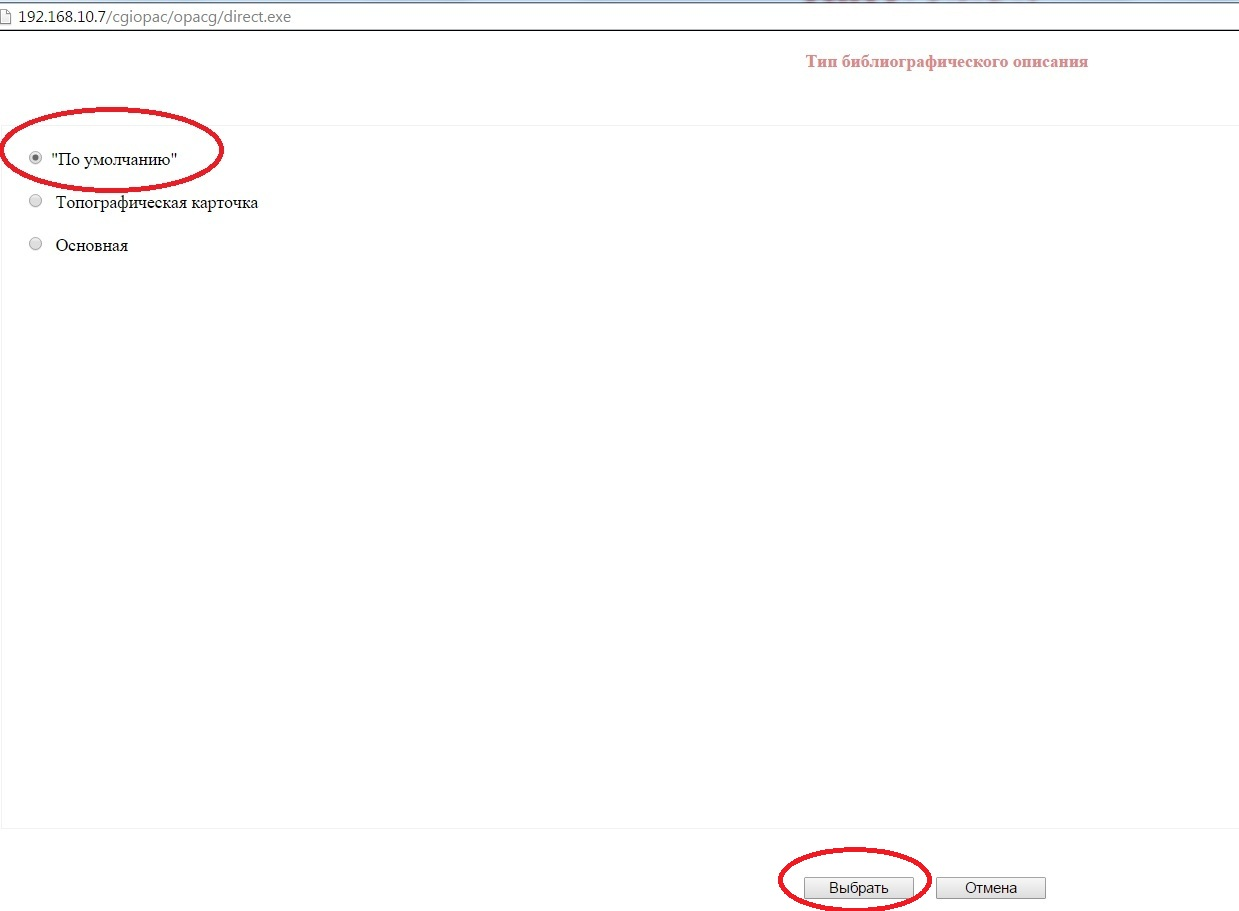 192.168.10.7/cgiopac/opacg/direct.exe
Тип библиографического описания
"По умолчанию"
Топографическая карточка
Основная
Выбрать Отмена